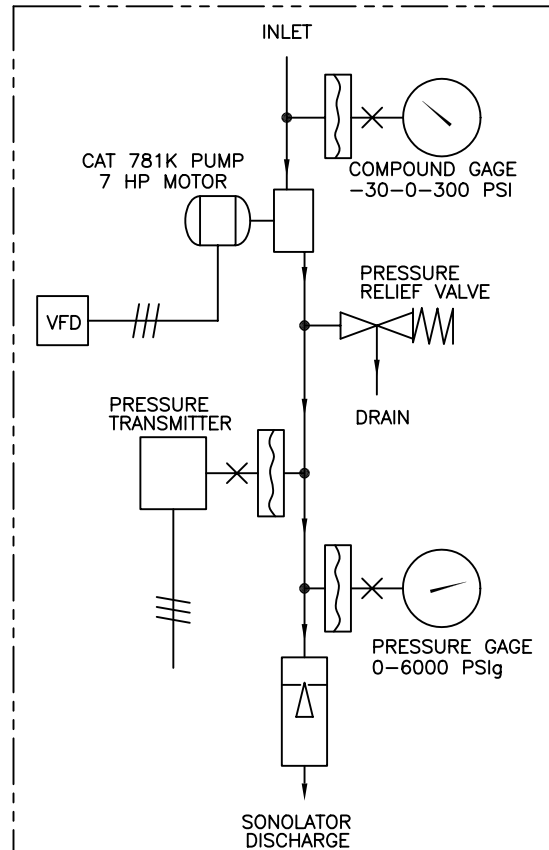 INLET
CAT 781K PUMP
7 HP MOTOR
COMPOUND GAGE
-30-0-300 PSI
PRESSURE
RELIEF VALVE
VFD
DRAIN
PRESSURE
TRANSMITTER
PRESSURE GAGE
0-6000 PSIg
SONOLATOR
DISCHARGE